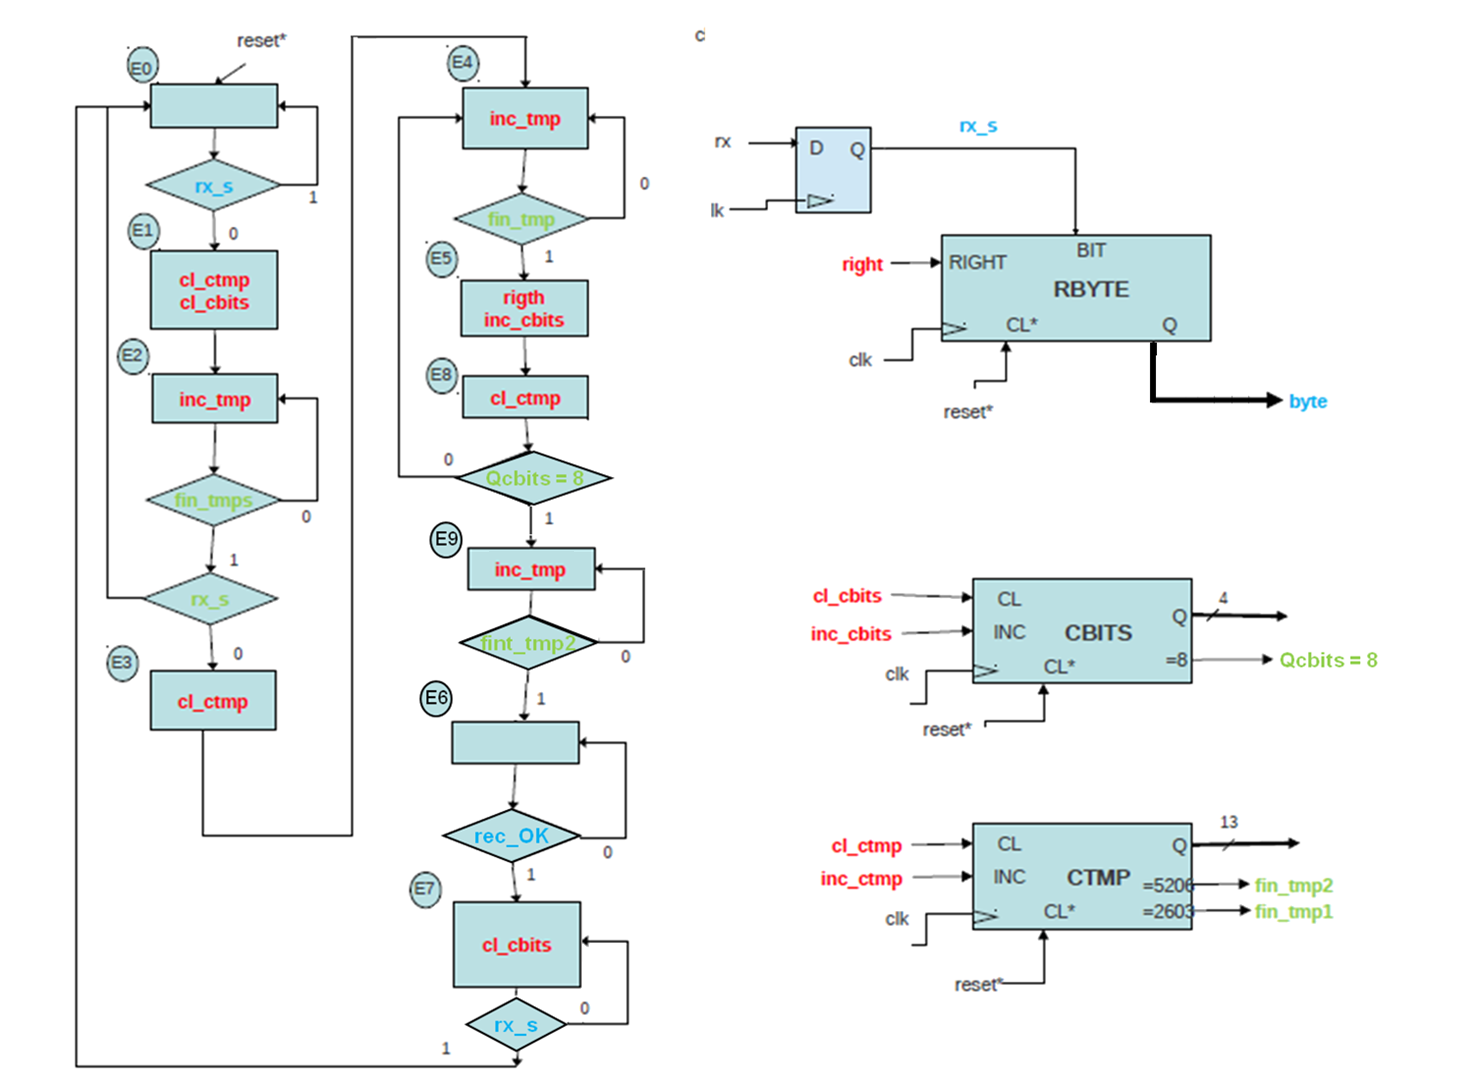 reset*
E0
rx_s
1
0
E1
cl_ctmp
cl_cbits
E2
inc_tmp
fin_tmps
0
1
rx_s
0
E3
cl_ctmp
E4
inc_tmp
0
fin_tmp
1
E5
rigth
inc_cbits
E8
cl_ctmp
0
Qcbits = 8
1
E9
inc_tmp
fint_tmp2
0
1
E6
rec_OK
0
1
E7
cl_cbits
0
rx_s
1
c
rx
D Q
lk
rx_s
right
RIGHT
BIT
RBYTE
CL*
Q
clk
reset*
byte
cl_cbits
CL
inc_cbits
INC
CBITS
Q
4
=8
Qcbits = 8
clk
CL*
reset*
cl_ctmp
CL
inc_ctmp
INC
CTMP
Q
13
=5206
fin_tmp2
=2603
fin_tmp1
clk
CL*
reset*